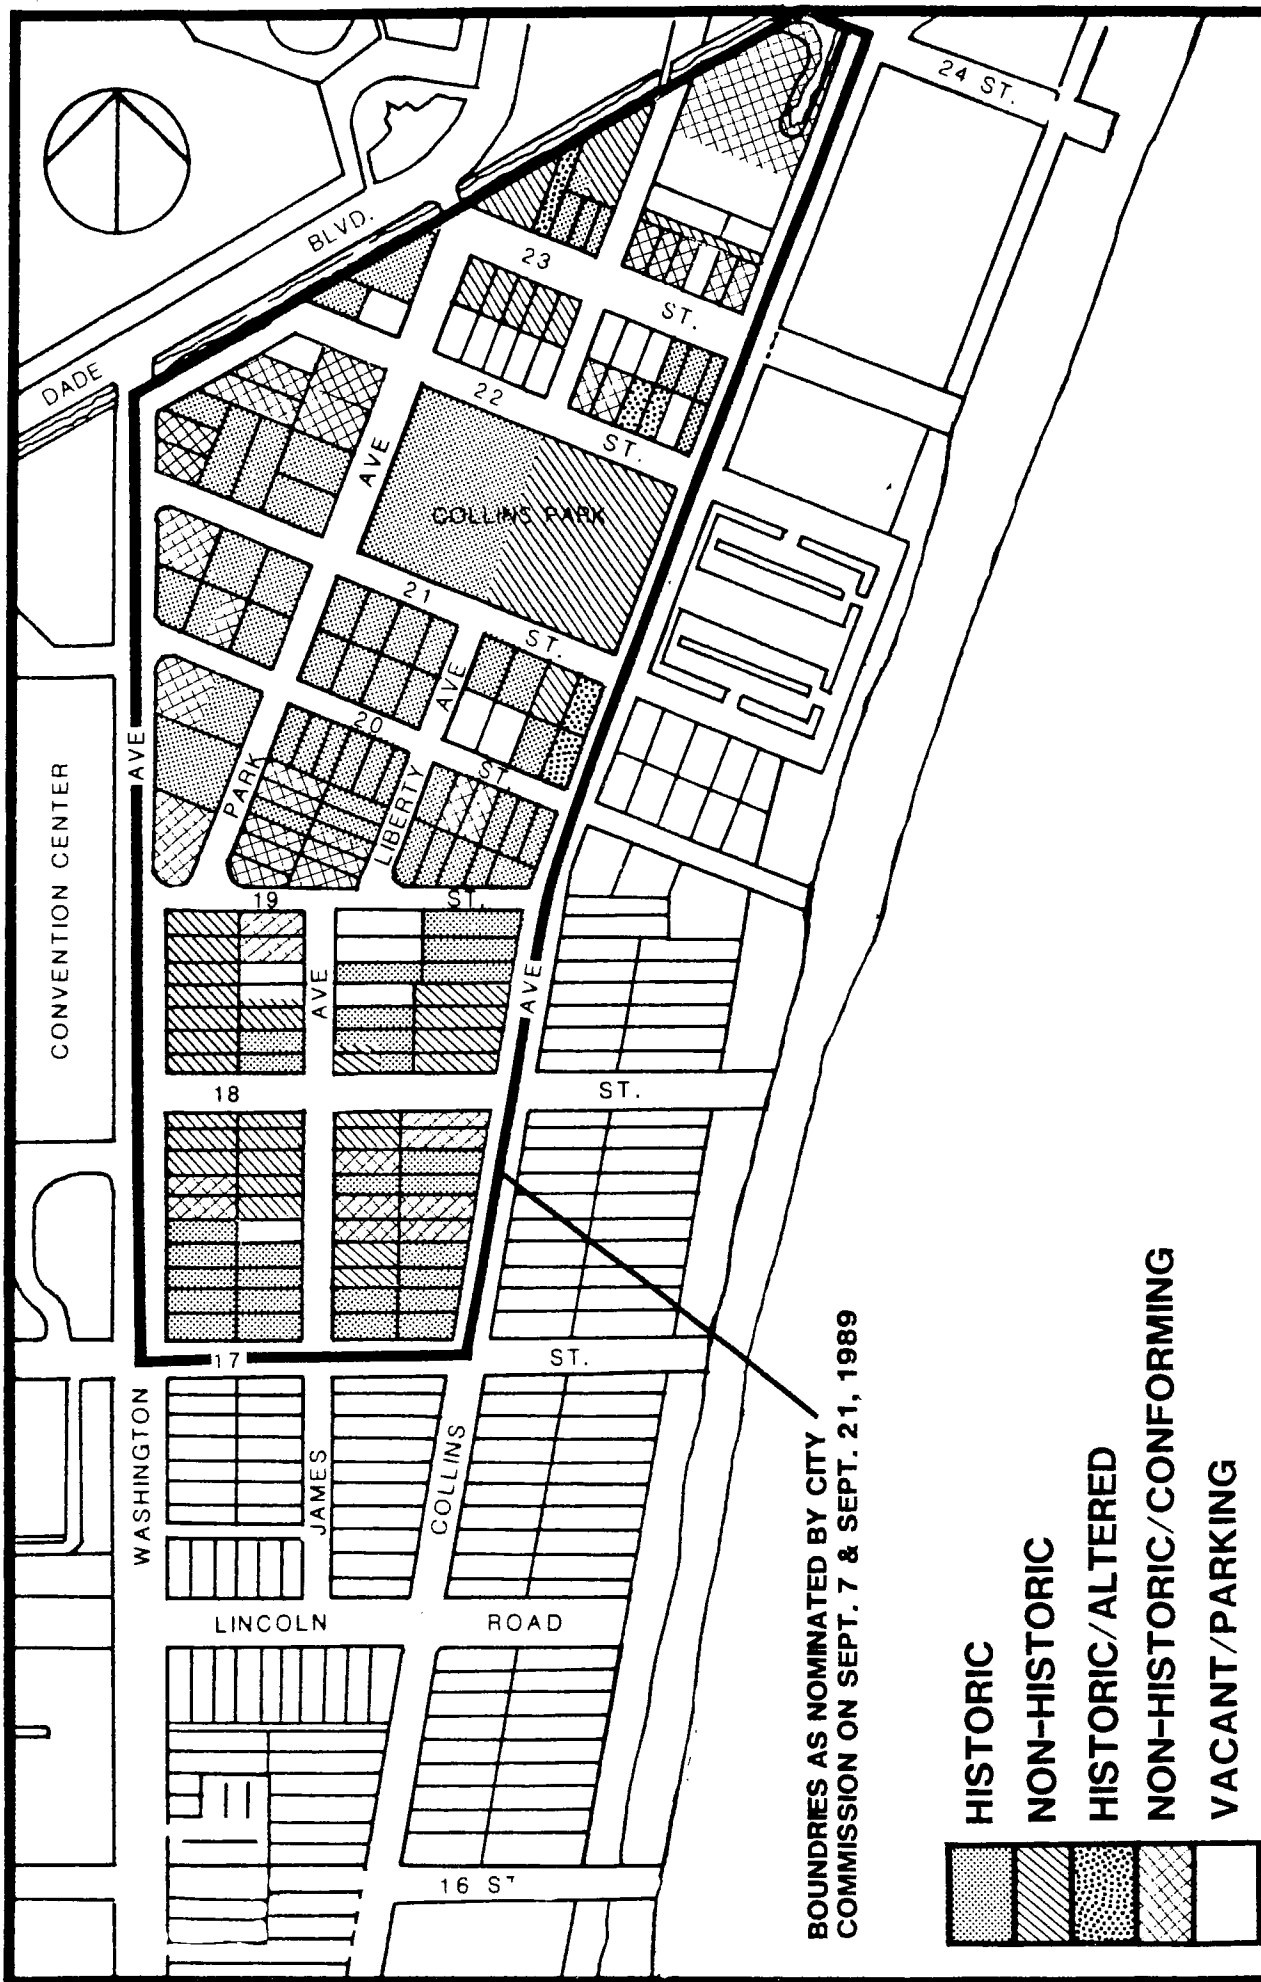 24 ST.
BLVD.
DADE
23
ST.
22
ST.
AVE
COLLINS PARK
21
ST.
AVE
20
ST.
LIBERTY
PARK
AVE
CONVENTION CENTER
19
ST.
AVE
AVE
18
ST.
17
ST.
WASHINGTON
JAMES
COLLINS
LINCOLN
ROAD
16 ST
BOUNDRIES AS NOMINATED BY CITY
COMMISSION ON SEPT. 7 & SEPT. 21, 1989
HISTORIC
NON-HISTORIC
HISTORIC/ALTERED
NON-HISTORIC/CONFORMING
VACANT/PARKING